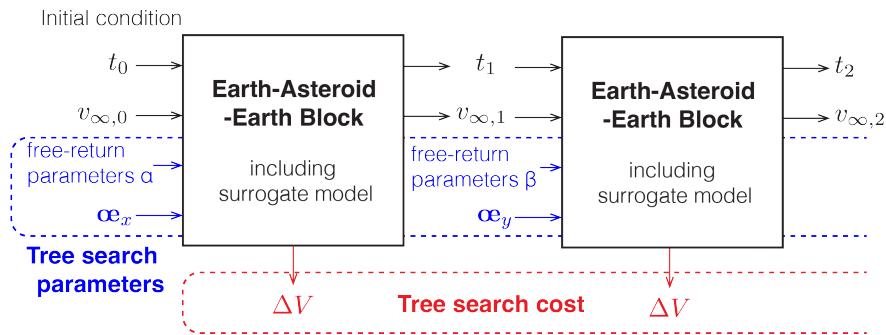 Initial condition
t₀
v∞,₀
free-return
parameters α
œₓ
Earth-Asteroid
-Earth Block
including
surrogate model
t₁
v∞,₁
free-return
parameters β
œᵧ
Earth-Asteroid
-Earth Block
including
surrogate model
t₂
v∞,₂
Tree search
parameters
ΔV
Tree search cost
ΔV